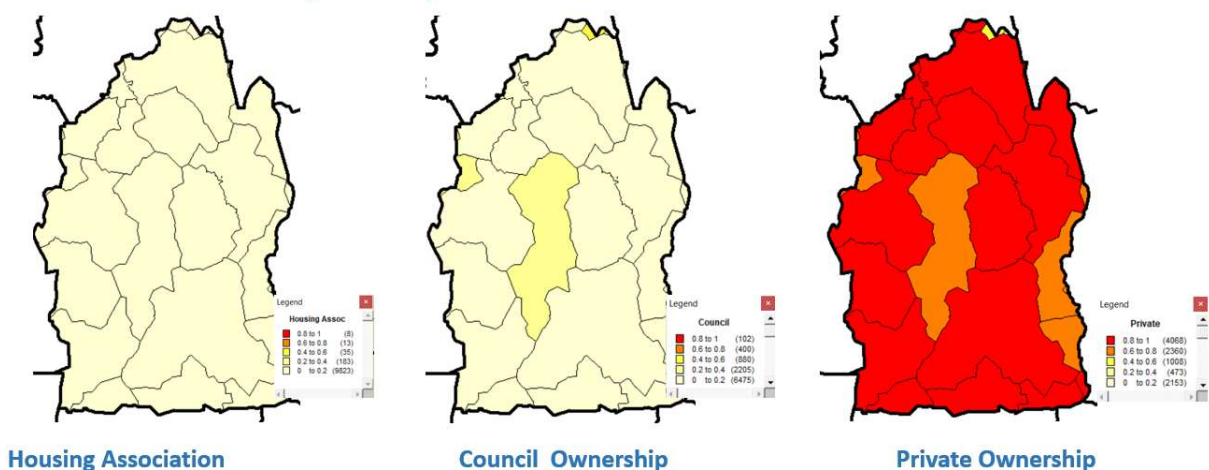 Legend
Housing Assoc
0.8 to 1 (8)
0.6 to 0.8 (13)
0.4 to 0.6 (35)
0.2 to 0.4 (183)
0 to 0.2 (9823)
Legend
Council
0.8 to 1 (102)
0.6 to 0.8 (400)
0.4 to 0.6 (880)
0.2 to 0.4 (2205)
0 to 0.2 (6475)
Legend
Private
0.8 to 1 (4068)
0.6 to 0.8 (2360)
0.4 to 0.6 (1008)
0.2 to 0.4 (473)
0 to 0.2 (2153)
Housing Association
Council Ownership
Private Ownership